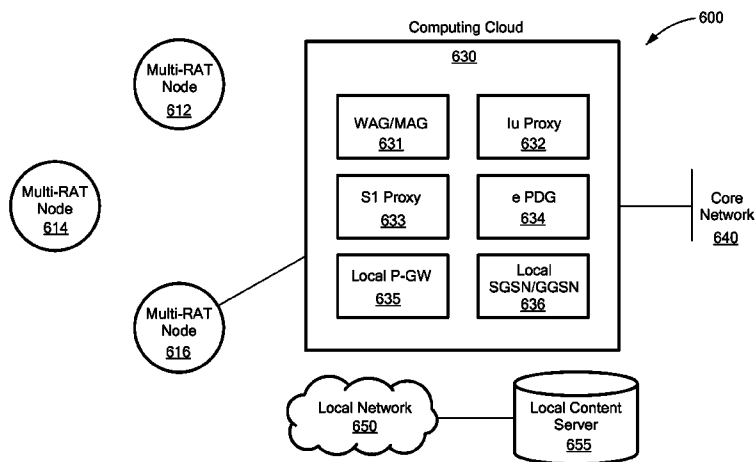 Computing Cloud
600
630
Multi-RAT
Node
612
WAG/MAG
631
Iu Proxy
632
Multi-RAT
Node
614
S1 Proxy
633
e PDG
634
Core
Network
640
Local P-GW
635
Local
SGSN/GGSN
636
Multi-RAT
Node
616
Local Network
650
Local Content
Server
655